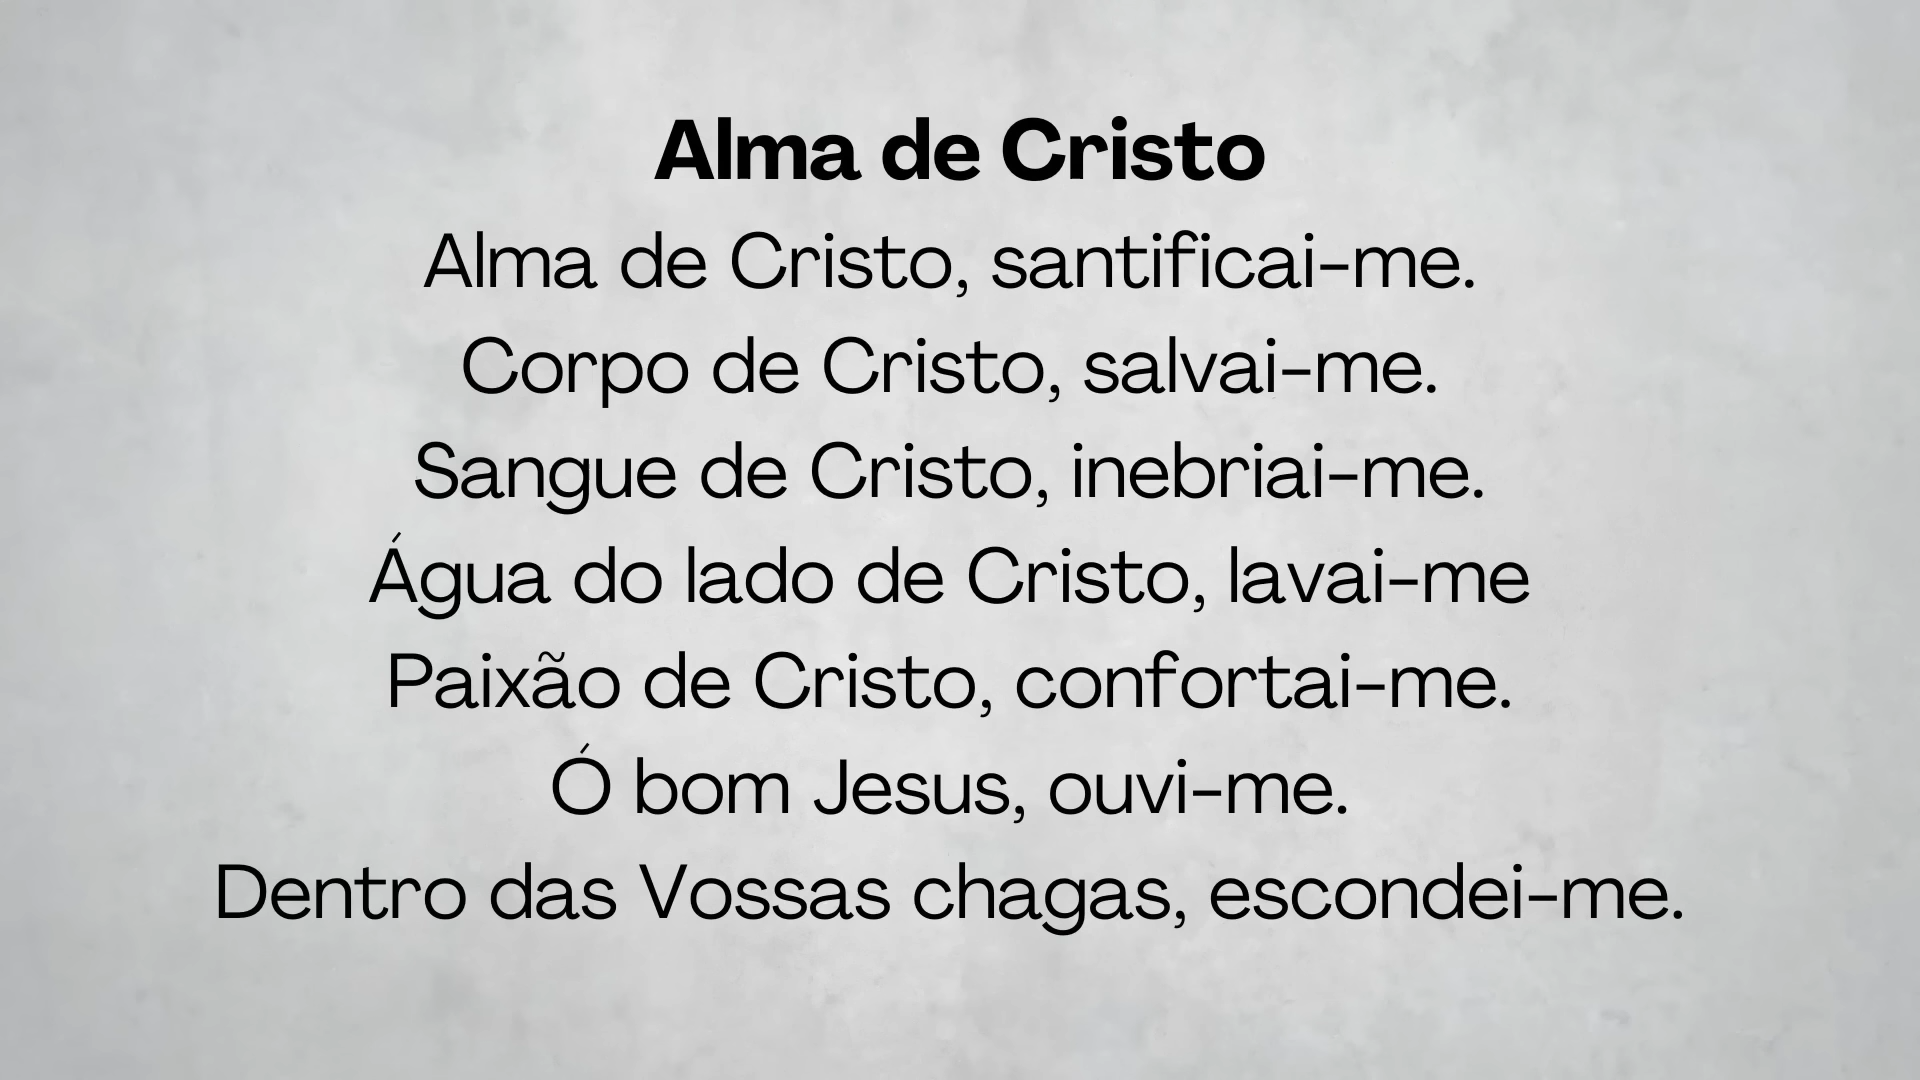 Alma de Cristo
Alma de Cristo, santificai-me.
Corpo de Cristo, salvai-me.
Sangue de Cristo, inebriai-me.
Água do lado de Cristo, lavai-me
Paixão de Cristo, confortai-me.
Ó bom Jesus, ouvi-me.
Dentro das Vossas chagas, escondei-me.